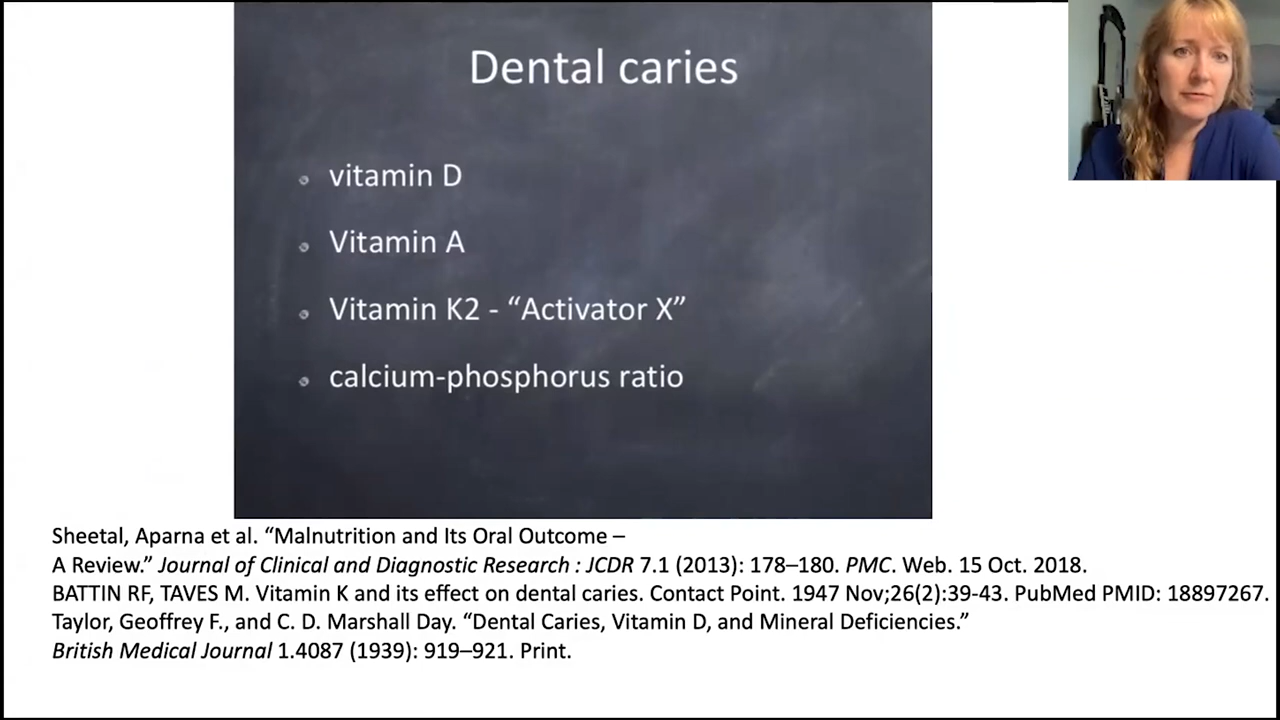 Dental caries
vitamin D
Vitamin A
Vitamin K2 - “Activator X”
calcium-phosphorus ratio
Sheetal, Aparna et al. “Malnutrition and Its Oral Outcome –
A Review.” Journal of Clinical and Diagnostic Research : JCDR 7.1 (2013): 178–180. PMC. Web. 15 Oct. 2018.
BATTIN RF, TAVES M. Vitamin K and its effect on dental caries. Contact Point. 1947 Nov;26(2):39-43. PubMed PMID: 18897267.
Taylor, Geoffrey F., and C. D. Marshall Day. “Dental Caries, Vitamin D, and Mineral Deficiencies.”
British Medical Journal 1.4087 (1939): 919–921. Print.